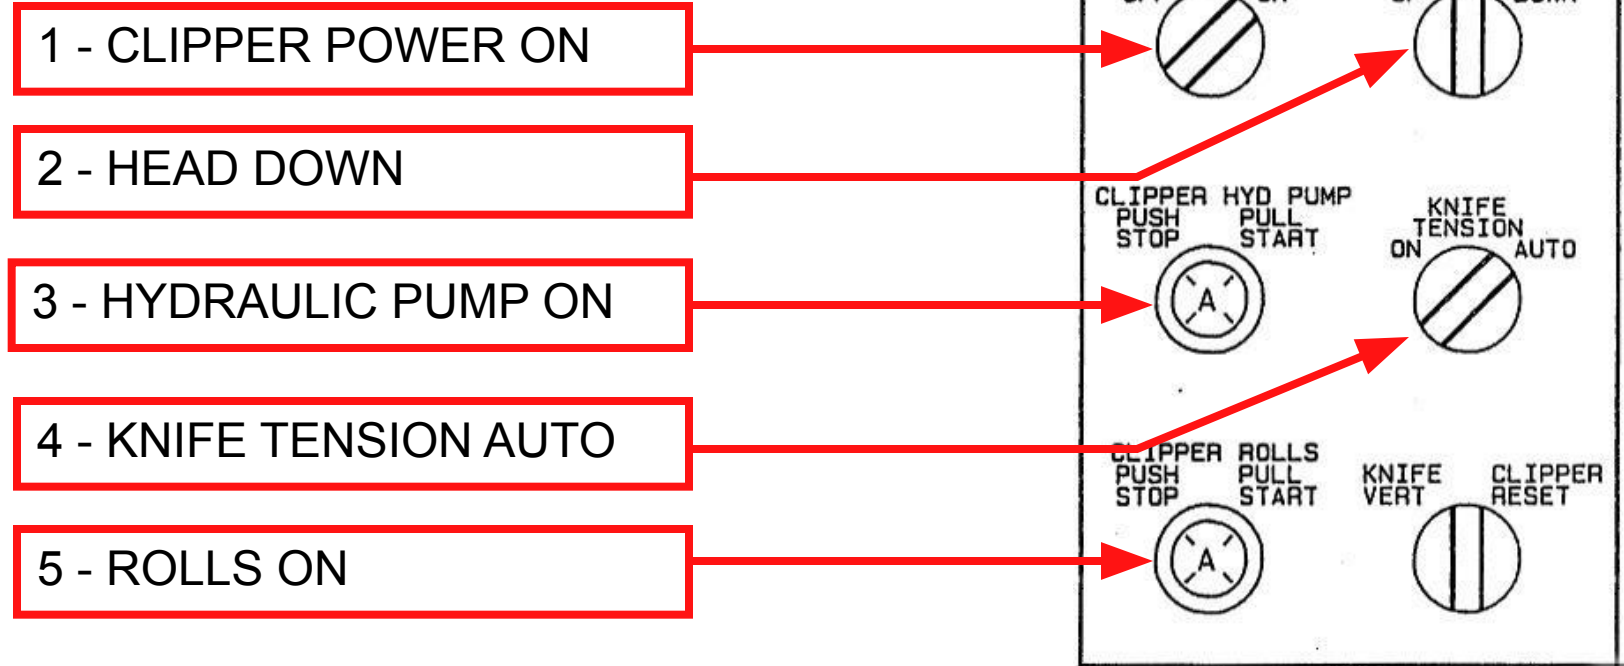 1 - CLIPPER POWER ON
2 - HEAD DOWN
3 - HYDRAULIC PUMP ON
4 - KNIFE TENSION AUTO
5 - ROLLS ON
CLIPPER HYD PUMP
PUSH PULL
STOP START
A
KNIFE
TENSION
ON AUTO
CLIPPER ROLLS
PUSH PULL
STOP START
A
KNIFE CLIPPER
VERT RESET